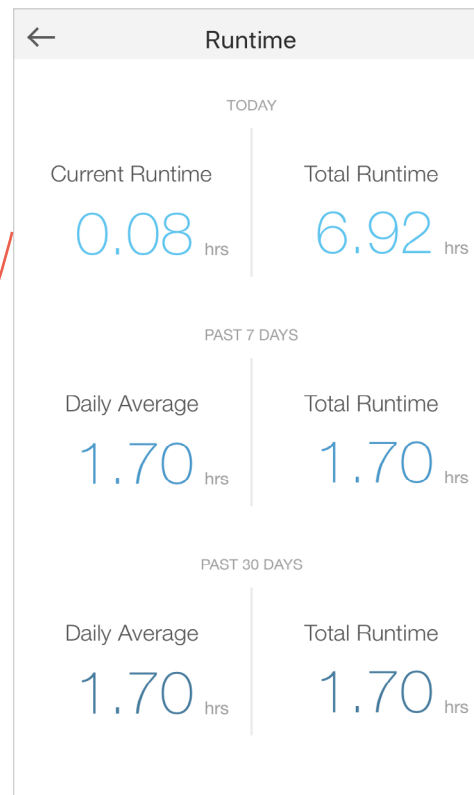 Runtime
TODAY
Current Runtime Total Runtime
0.08 hrs 6.92 hrs
PAST 7 DAYS
Daily Average Total Runtime
1.70 hrs 1.70 hrs
PAST 30 DAYS
Daily Average Total Runtime
1.70 hrs 1.70 hrs